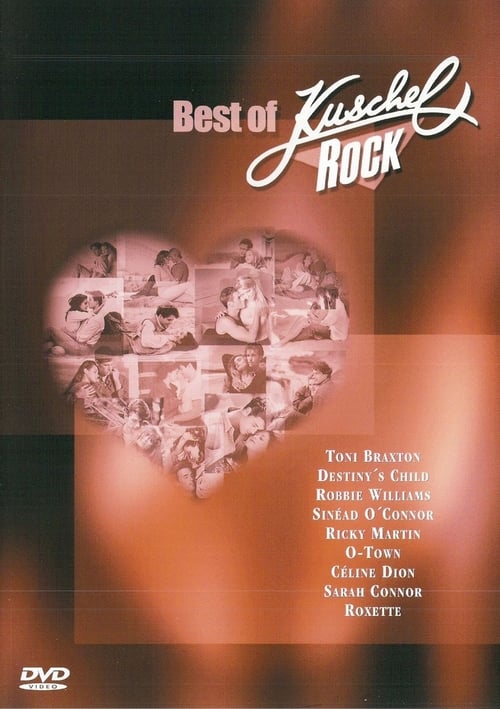 Best of Kuschel
ROCK
TONI BRAXTON
DESTINY´S CHILD
ROBBIE WILLIAMS
SINÉAD O´CONNOR
RICKY MARTIN
O-TOWN
CÉLINE DION
SARAH CONNOR
ROXETTE
DVD
VIDEO